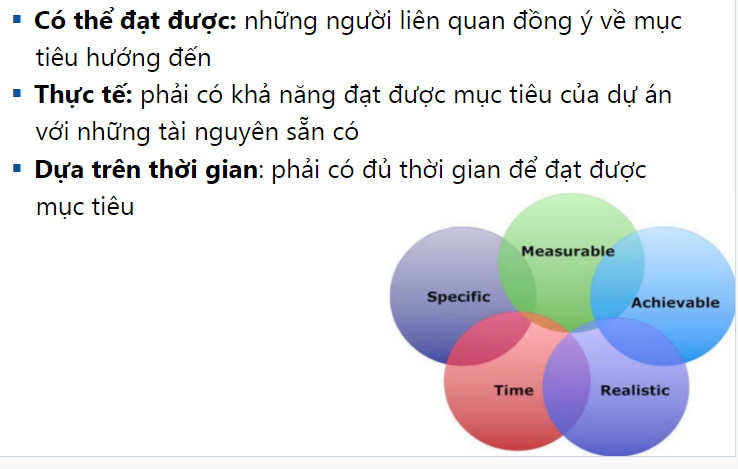 ▪ Có thể đạt được: những người liên quan đồng ý về mục
tiêu hướng đến
▪ Thực tế: phải có khả năng đạt được mục tiêu của dự án
với những tài nguyên sẵn có
▪ Dựa trên thời gian: phải có đủ thời gian để đạt được
mục tiêu
Measurable
Specific
Achievable
Time
Realistic